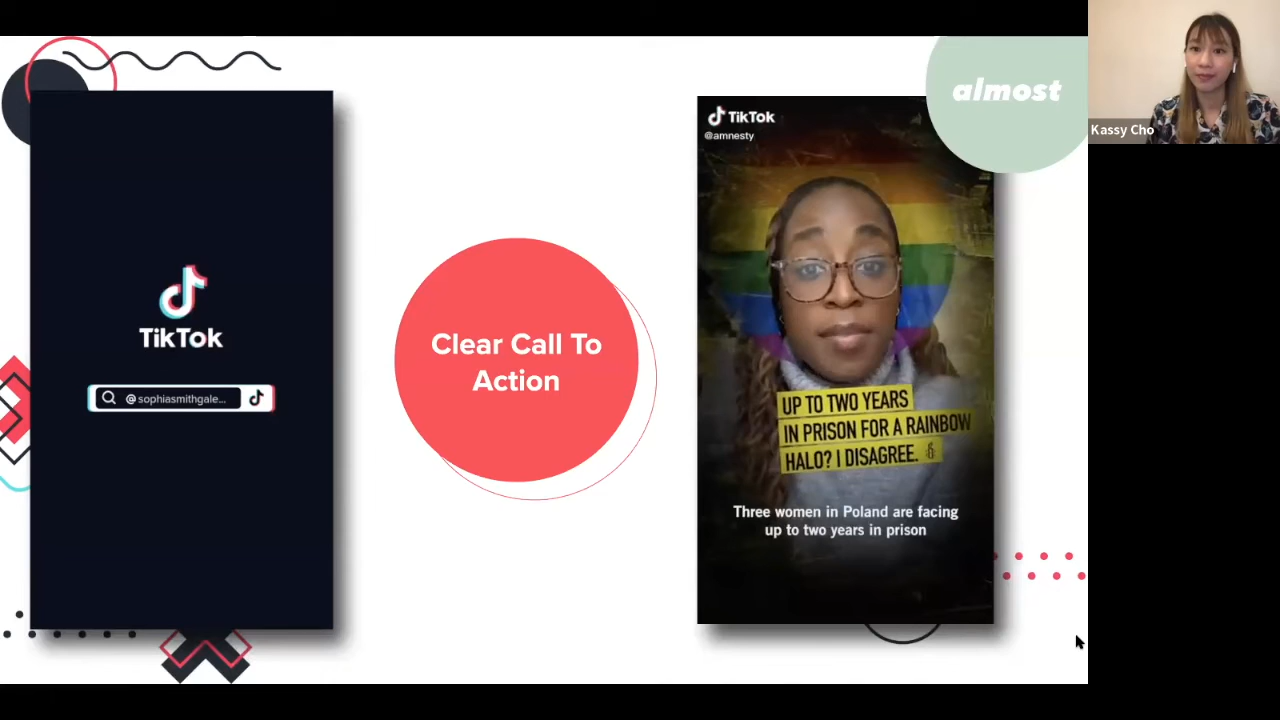 TikTok
@sophiasmithgale...
Clear Call To
Action
TikTok
@amnesty
UP TO TWO YEARS
IN PRISON FOR A RAINBOW
HALO? I DISAGREE.
Three women in Poland are facing
up to two years in prison
almost
Kassy Cho